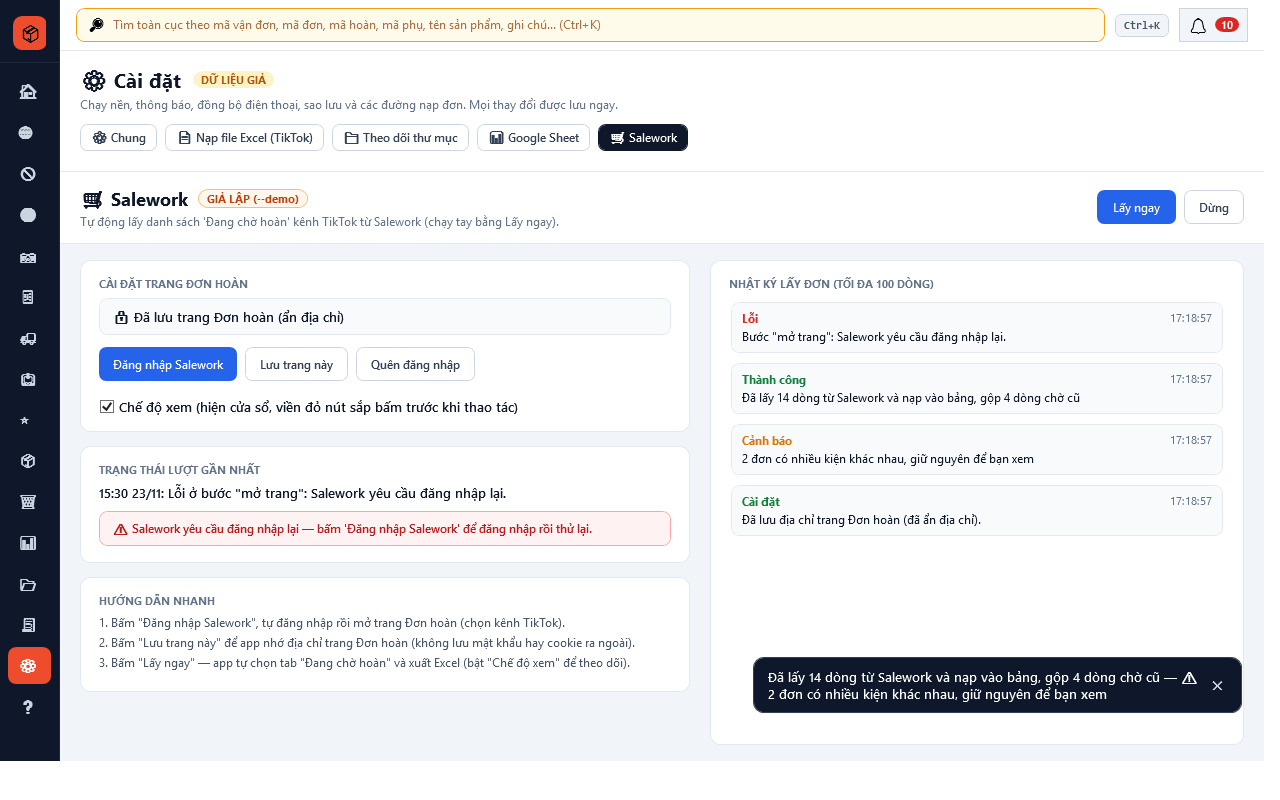 Tìm toàn cục theo mã vận đơn, mã đơn, mã hoàn, mã phụ, tên sản phẩm, ghi chú... (Ctrl+K)
Ctrl+K
10
Cài đặt
DỮ LIỆU GIẢ
Chạy nền, thông báo, đồng bộ điện thoại, sao lưu và các đường nạp đơn. Mọi thay đổi được lưu ngay.
Chung
Nạp file Excel (TikTok)
Theo dõi thư mục
Google Sheet
Salework
Salework
GIẢ LẬP (--demo)
Tự động lấy danh sách 'Đang chờ hoàn' kênh TikTok từ Salework (chạy tay bằng Lấy ngay).
Lấy ngay
Dừng
CÀI ĐẶT TRANG ĐƠN HOÀN
Đã lưu trang Đơn hoàn (ẩn địa chỉ)
Đăng nhập Salework
Lưu trang này
Quên đăng nhập
Chế độ xem (hiện cửa sổ, viền đỏ nút sắp bấm trước khi thao tác)
TRẠNG THÁI LƯỢT GẦN NHẤT
15:30 23/11: Lỗi ở bước "mở trang": Salework yêu cầu đăng nhập lại.
Salework yêu cầu đăng nhập lại — bấm 'Đăng nhập Salework' để đăng nhập rồi thử lại.
HƯỚNG DẪN NHANH
1. Bấm "Đăng nhập Salework", tự đăng nhập rồi mở trang Đơn hoàn (chọn kênh TikTok).
2. Bấm "Lưu trang này" để app nhớ địa chỉ trang Đơn hoàn (không lưu mật khẩu hay cookie ra ngoài).
3. Bấm "Lấy ngay" — app tự chọn tab "Đang chờ hoàn" và xuất Excel (bật "Chế độ xem" để theo dõi).
NHẬT KÝ LẤY ĐƠN (TỐI ĐA 100 DÒNG)
Lỗi
17:18:57
Bước "mở trang": Salework yêu cầu đăng nhập lại.
Thành công
17:18:57
Đã lấy 14 dòng từ Salework và nạp vào bảng, gộp 4 dòng chờ cũ
Cảnh báo
17:18:57
2 đơn có nhiều kiện khác nhau, giữ nguyên để bạn xem
Cài đặt
17:18:57
Đã lưu địa chỉ trang Đơn hoàn (đã ẩn địa chỉ).
Đã lấy 14 dòng từ Salework và nạp vào bảng, gộp 4 dòng chờ cũ — ⚠
2 đơn có nhiều kiện khác nhau, giữ nguyên để bạn xem